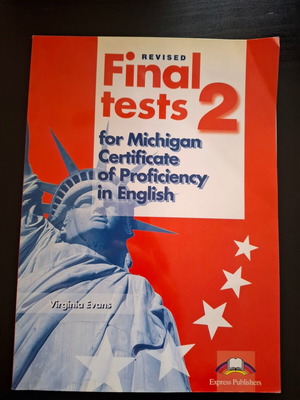 REVISED
Final
tests 2
for Michigan
Certificate
of Proficiency
in English
Virginia Evans
Express Publishers